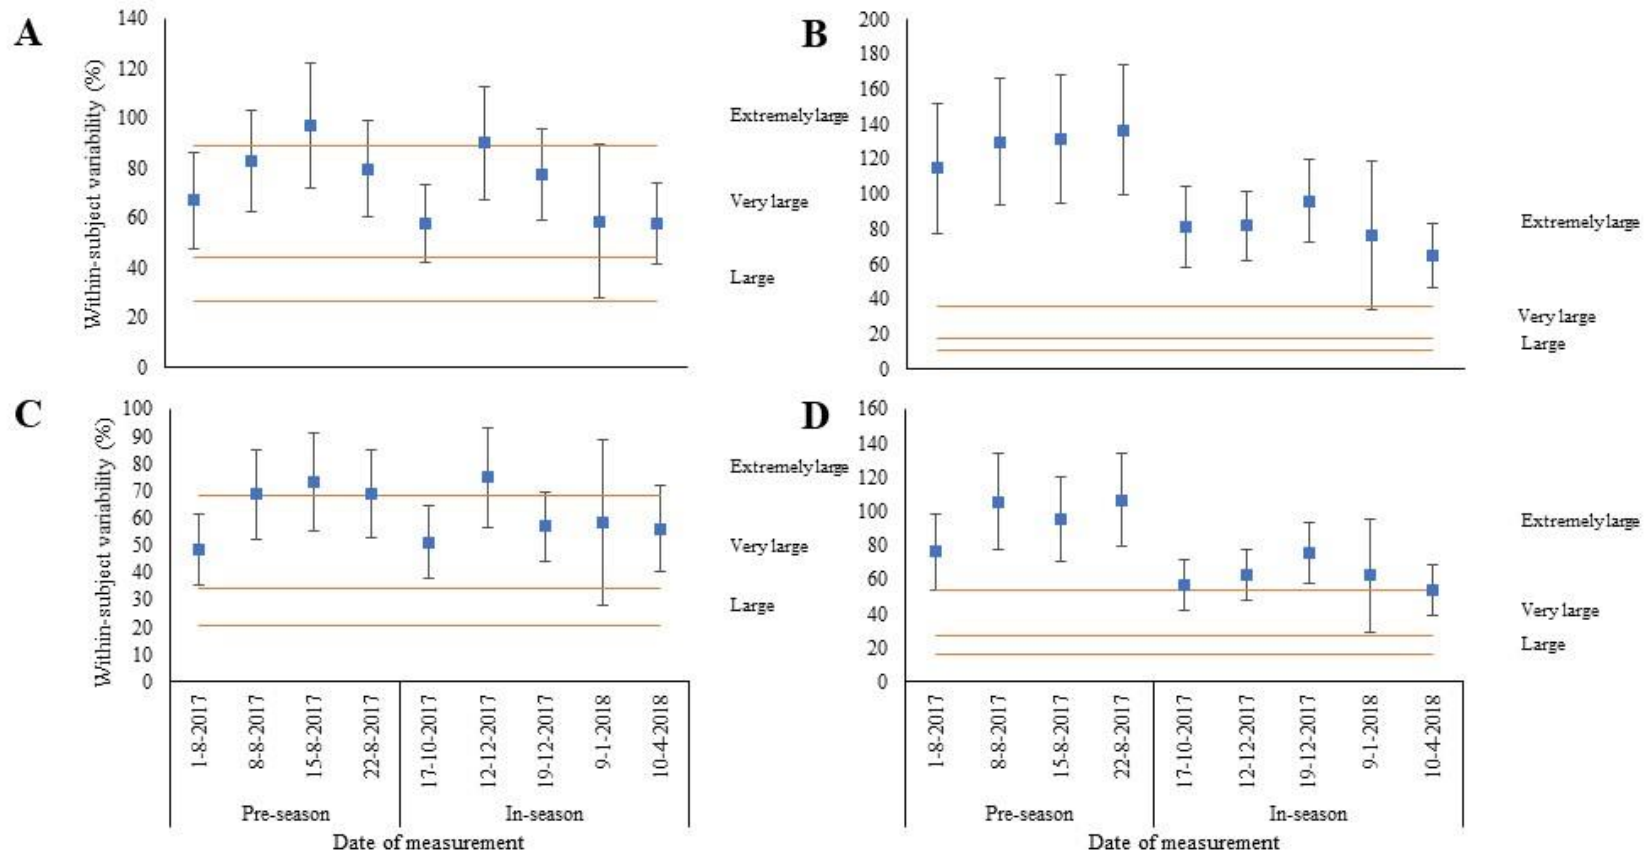 A
Within-subject variability (%)
140
120
100
80
60
40
20
0
Extremely large
Very large
Large
B
200
180
160
140
120
100
80
60
40
20
0
Extremely large
Very large
Large
C
Within-subject variability (%)
100
90
80
70
60
50
40
30
20
10
0
Extremely large
Very large
Large
1-8-2017
8-8-2017
15-8-2017
22-8-2017
17-10-2017
12-12-2017
19-12-2017
9-1-2018
10-4-2018
Pre-season
In-season
Date of measurement
D
160
140
120
100
80
60
40
20
0
Extremely large
Very large
Large
1-8-2017
8-8-2017
15-8-2017
22-8-2017
17-10-2017
12-12-2017
19-12-2017
9-1-2018
10-4-2018
Pre-season
In-season
Date of measurement